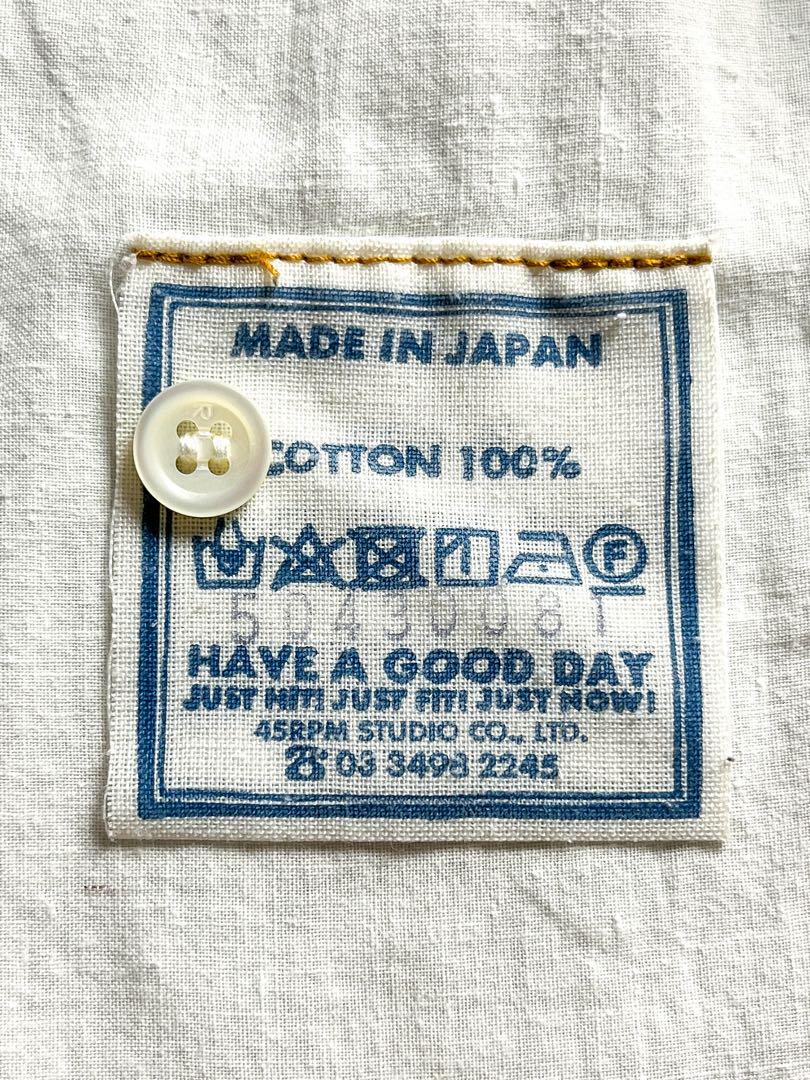 MADE IN JAPAN
COTTON 100%
F
50430081
HAVE A GOOD DAY
JUST HIT! JUST FIT! JUST NOW!
45RPM STUDIO CO., LTD.
☎ 03 3498 2245